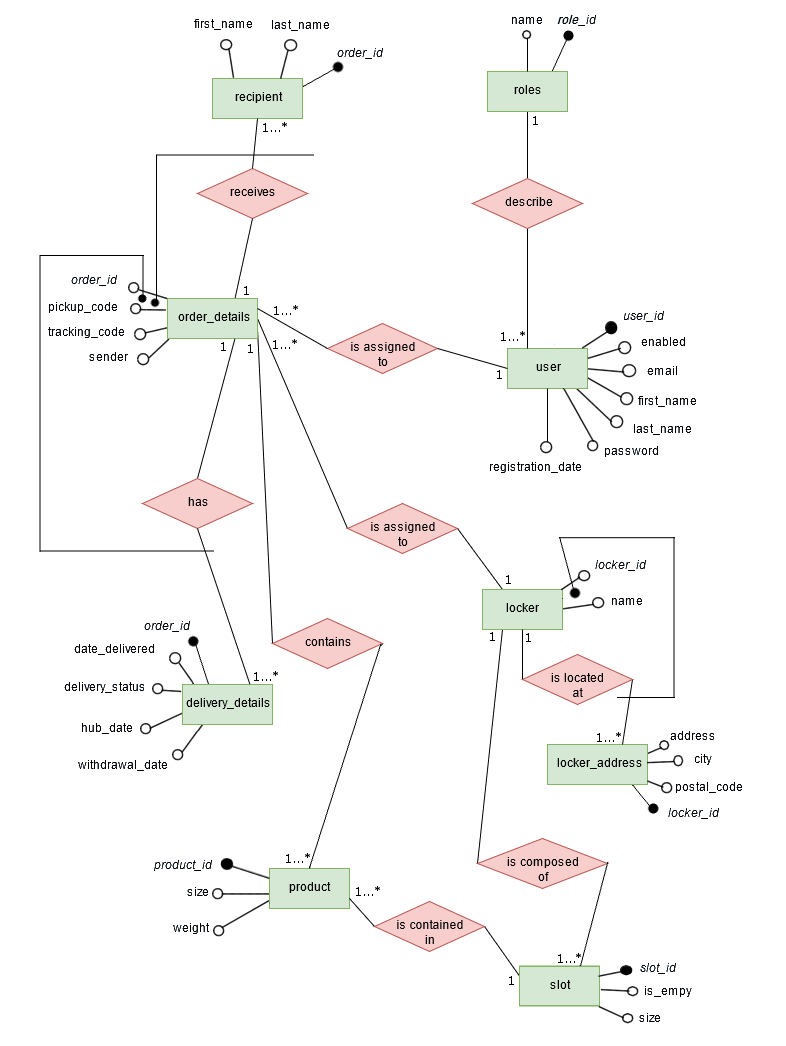 first_name
last_name
order_id
recipient
1...*
name
role_id
roles
1
receives
describe
order_id
pickup_code
tracking_code
sender
1
order_details
1...*
1...*
1
1
is assigned
to
1...*
1
user
user_id
enabled
email
first_name
last_name
password
registration_date
has
is assigned
to
1
locker_id
locker
name
1
1
contains
order_id
date_delivered
delivery_status
hub_date
withdrawal_date
1...*
delivery_details
is located
at
1...*
locker_address
address
city
postal_code
locker_id
is composed
of
1...*
product_id
size
weight
product
1...*
is contained
in
1...*
1
slot
slot_id
is_empy
size